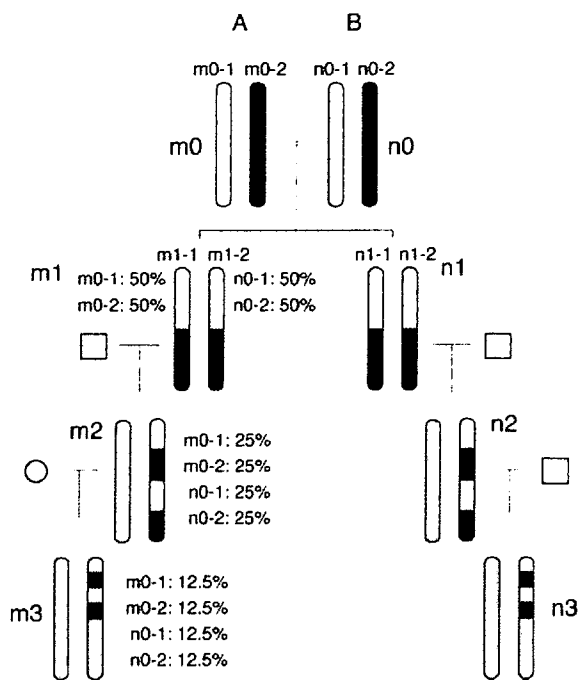 A B
m0-1 m0-2 n0-1 n0-2
m0 n0
m1-1 m1-2 n1-1 n1-2
m1 n1
m0-1: 50% n0-1: 50%
m0-2: 50% n0-2: 50%
m2 n2
m0-1: 25%
m0-2: 25%
n0-1: 25%
n0-2: 25%
m3 n3
m0-1: 12.5%
m0-2: 12.5%
n0-1: 12.5%
n0-2: 12.5%